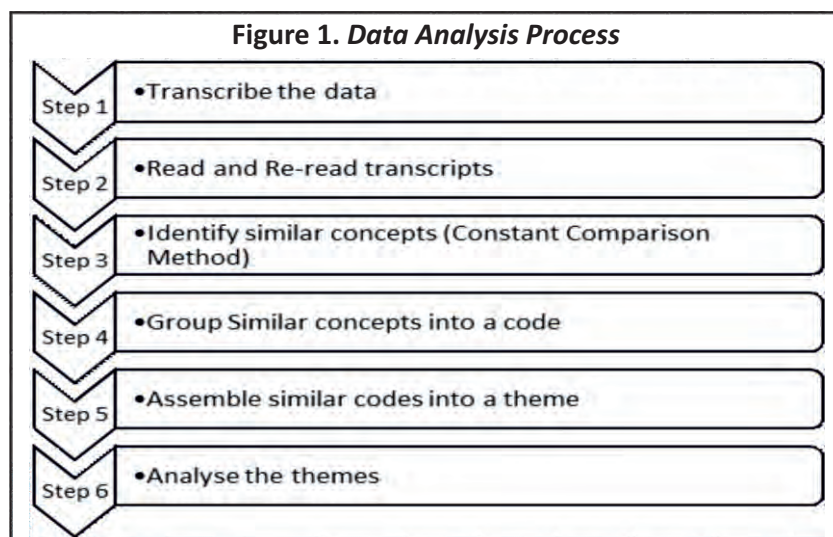 Figure 1. Data Analysis Process
Step 1
•Transcribe the data
Step 2
•Read and Re-read transcripts
Step 3
•Identify similar concepts (Constant Comparison
Method)
Step 4
•Group Similar concepts into a code
Step 5
•Assemble similar codes into a theme
Step 6
•Analyse the themes